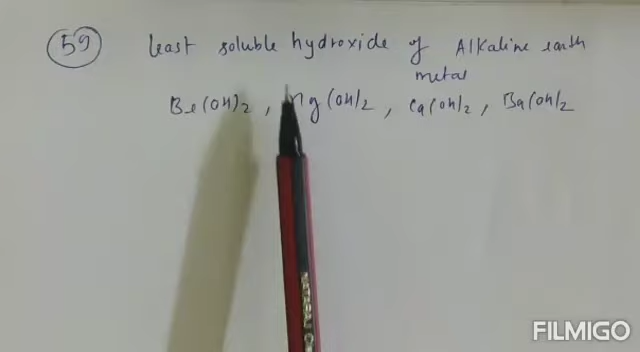 59 least soluble hydroxide of Alkaline earth
metal
Be(OH)2, Mg(OH)2, Ca(OH)2, Ba(OH)2
FILMIGO